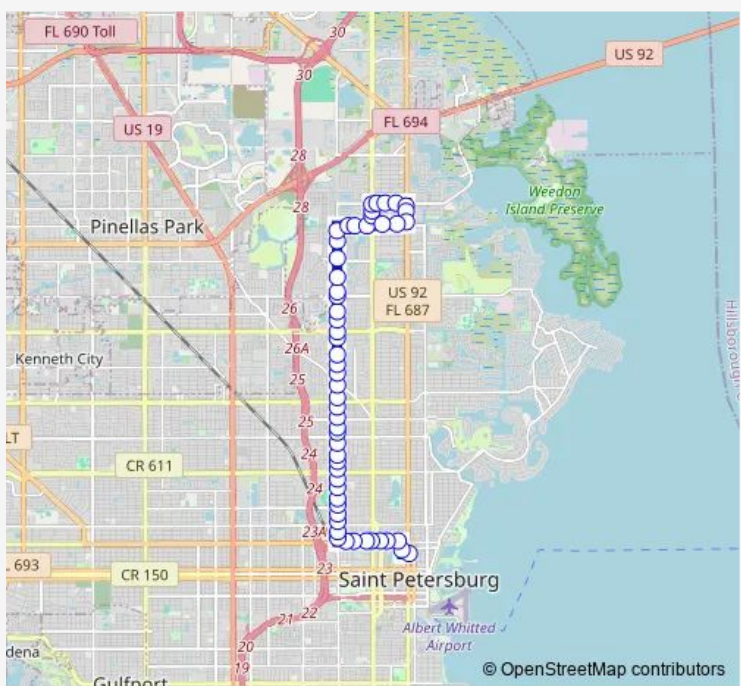 FL 690 Toll
30
US 92
30
FL 694
US 19
28
Weedon
Island Preserve
28
Pinellas Park
US 92
FL 687
26
26A
Kenneth City
25
25
LT
24
CR 611
24
23A
693
23
CR 150
Saint Petersburg
22
21
Albert Whitted
Airport
20
dena
19
Gulfport
Hillsborough
© OpenStreetMap contributors